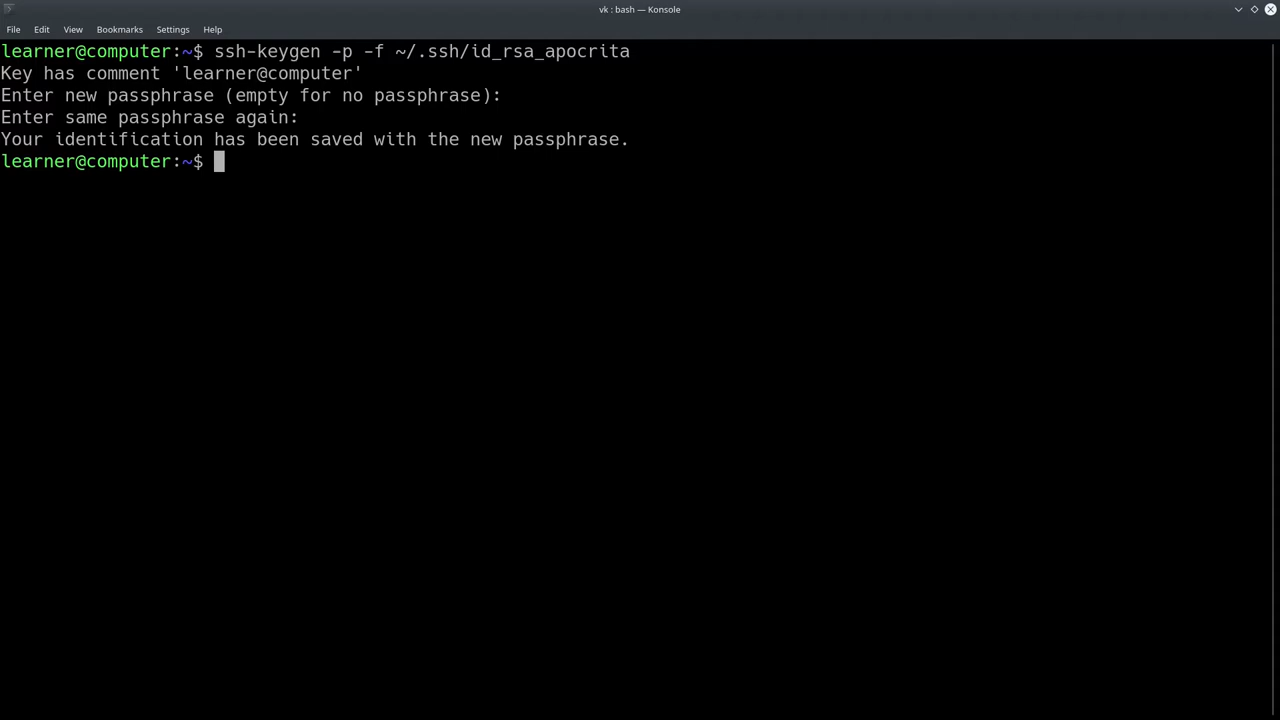 vk : bash — Konsole
File Edit View Bookmarks Settings Help
learner@computer:~$ ssh-keygen -p -f ~/.ssh/id_rsa_apocrita
Key has comment 'learner@computer'
Enter new passphrase (empty for no passphrase):
Enter same passphrase again:
Your identification has been saved with the new passphrase.
learner@computer:~$